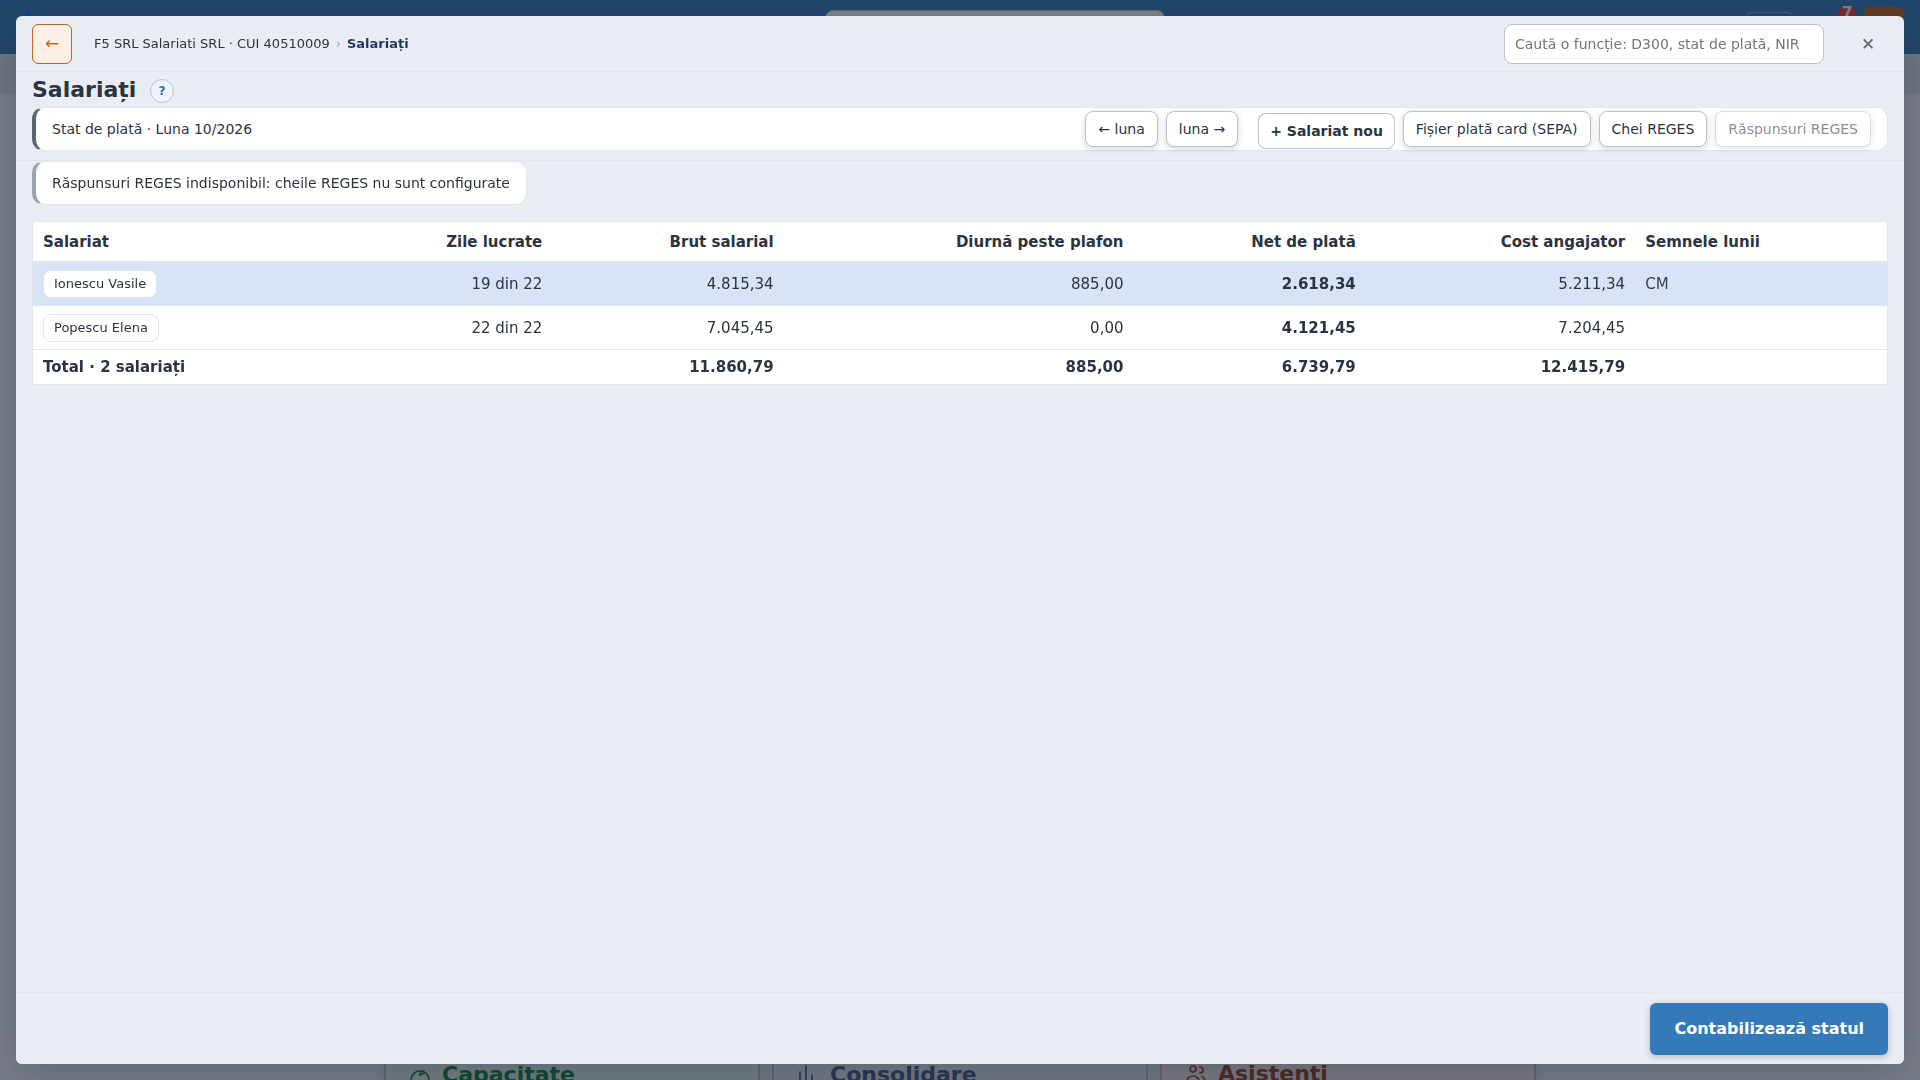 7
←
F5 SRL Salariati SRL · CUI 40510009 › Salariați
Caută o funcție: D300, stat de plată, NIR
✕
Salariați ?
Stat de plată · Luna 10/2026
← luna
luna →
+ Salariat nou
Fișier plată card (SEPA)
Chei REGES
Răspunsuri REGES
Răspunsuri REGES indisponibil: cheile REGES nu sunt configurate
Salariat Zile lucrate Brut salarial Diurnă peste plafon Net de plată Cost angajator Semnele lunii
Ionescu Vasile 19 din 22 4.815,34 885,00 2.618,34 5.211,34 CM
Popescu Elena 22 din 22 7.045,45 0,00 4.121,45 7.204,45
Total · 2 salariați 11.860,79 885,00 6.739,79 12.415,79
Contabilizează statul
Capacitate
Consolidare
Asistenți